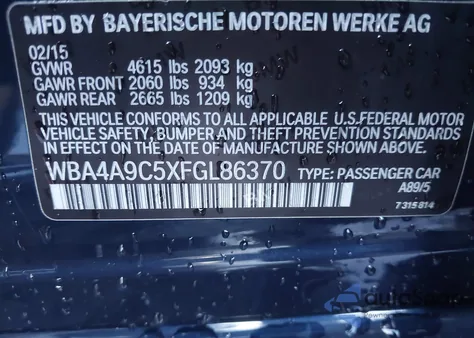 MFD BY BAYERISCHE MOTOREN WERKE AG
02/15
GVWR 4615 lbs 2093 kg
GAWR FRONT 2060 lbs 934 kg
GAWR REAR 2665 lbs 1209 kg
THIS VEHICLE CONFORMS TO ALL APPLICABLE U.S.FEDERAL MOTOR
VEHICLE SAFETY, BUMPER AND THEFT PREVENTION STANDARDS
IN EFFECT ON THE DATE OF MANUFACTURE SHOWN ABOVE.
WBA4A9C5XFGL86370 TYPE: PASSENGER CAR
A89/5
7315814